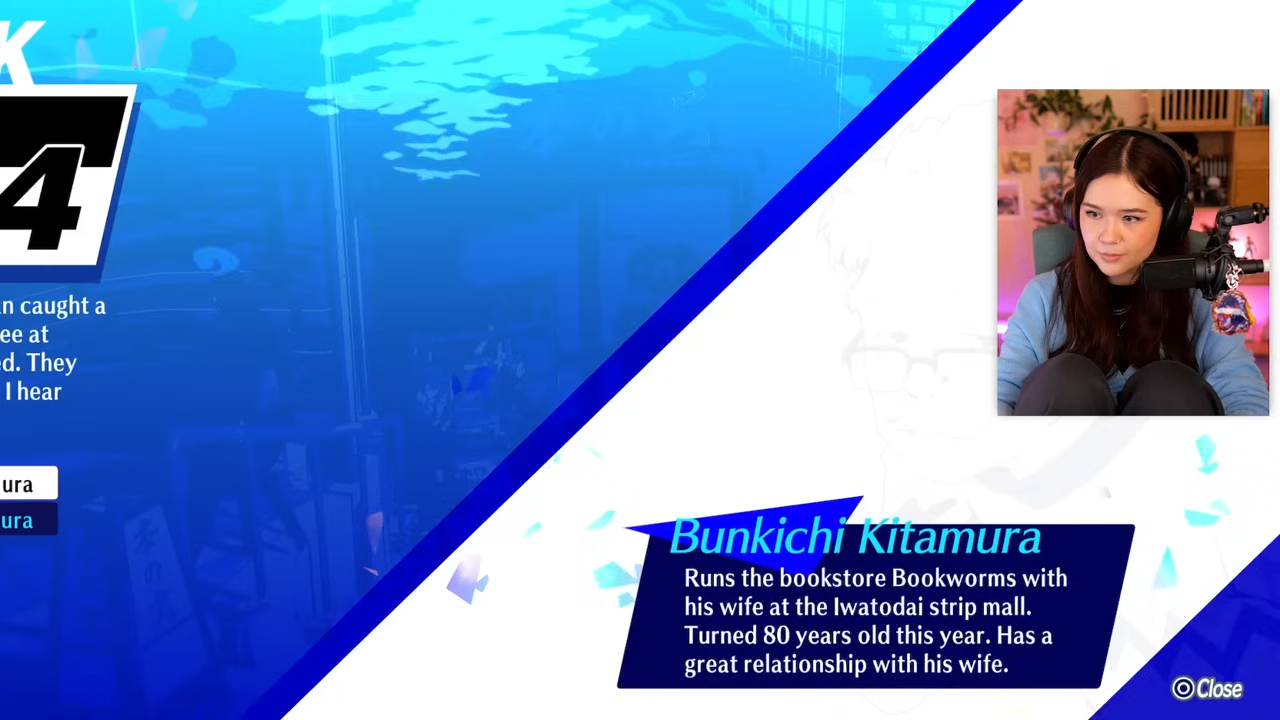 K
4
n caught a
ee at
ed. They
I hear
ura
ura
Bunkichi Kitamura
Runs the bookstore Bookworms with
his wife at the Iwatodai strip mall.
Turned 80 years old this year. Has a
great relationship with his wife.
Close